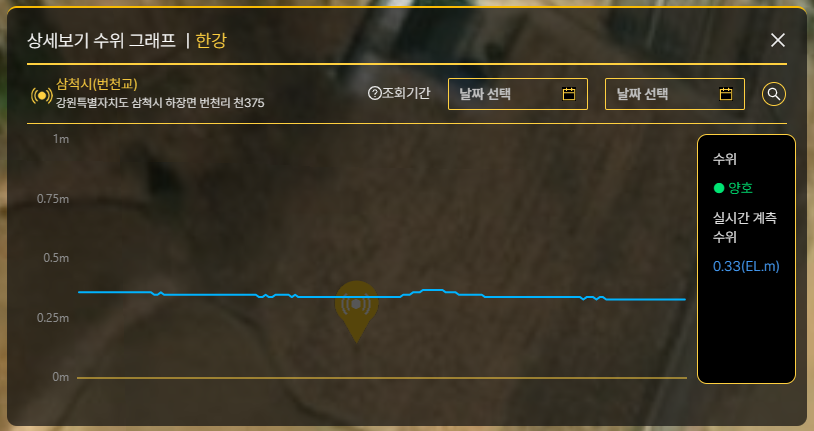 상세보기 수위 그래프 | 한강
삼척시(번천교)
강원특별자치도 삼척시 하장면 번천리 천375
?조회기간
날짜 선택
날짜 선택
1m
0.75m
0.5m
0.25m
0m
수위
양호
실시간 계측
수위
0.33(EL.m)